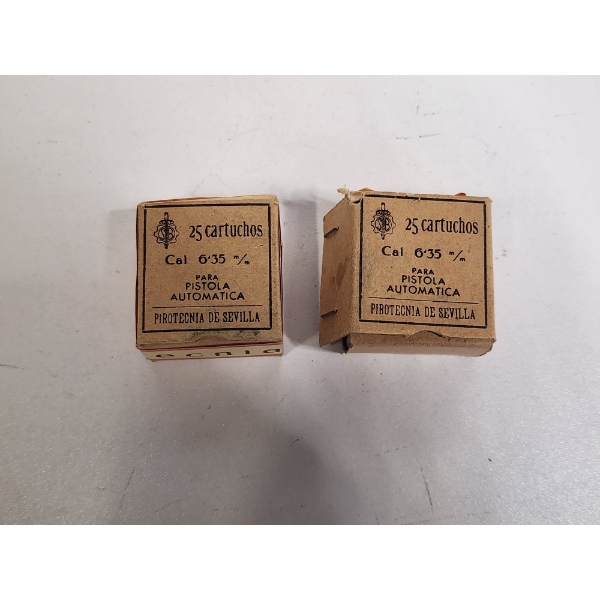 25 cartuchos
Cal 6'35 m/m
PARA
PISTOLA
AUTOMATICA
PIROTECNIA DE SEVILLA
25 cartuchos
Cal 6'35 m/m
PARA
PISTOLA
AUTOMATICA
PIROTECNIA DE SEVILLA